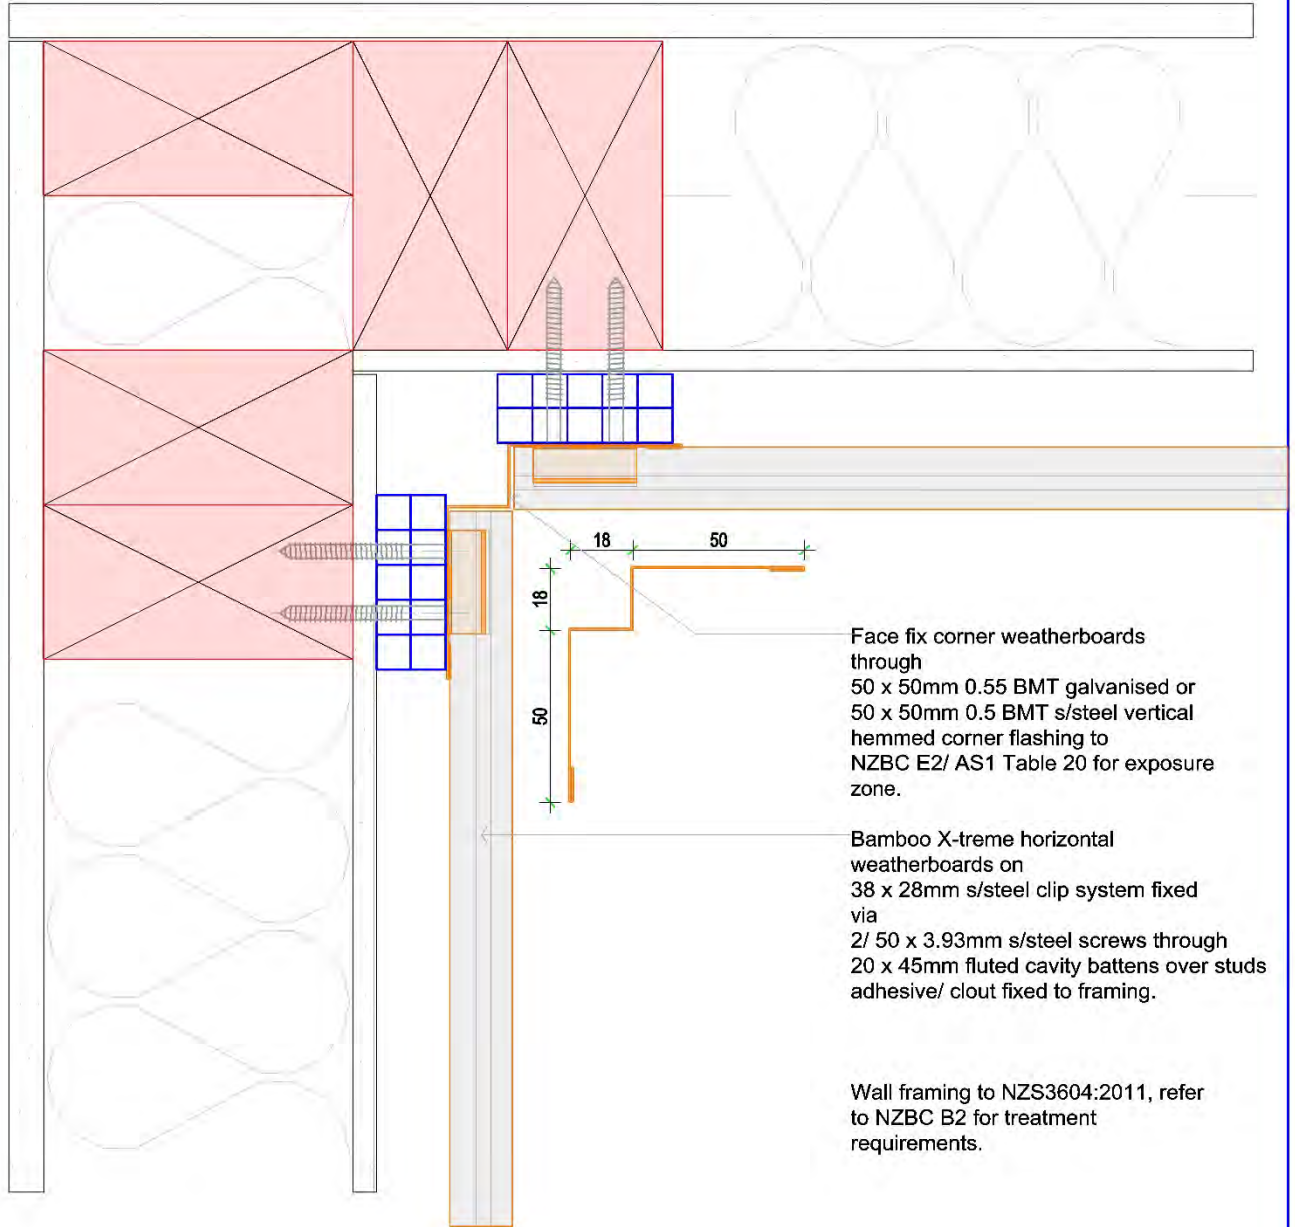 18
50
18
50
Face fix corner weatherboards
through
50 x 50mm 0.55 BMT galvanised or
50 x 50mm 0.5 BMT s/steel vertical
hemmed corner flashing to
NZBC E2/ AS1 Table 20 for exposure
zone.
Bamboo X-treme horizontal
weatherboards on
38 x 28mm s/steel clip system fixed
via
2/ 50 x 3.93mm s/steel screws through
20 x 45mm fluted cavity battens over studs
adhesive/ clout fixed to framing.
Wall framing to NZS3604:2011, refer
to NZBC B2 for treatment
requirements.